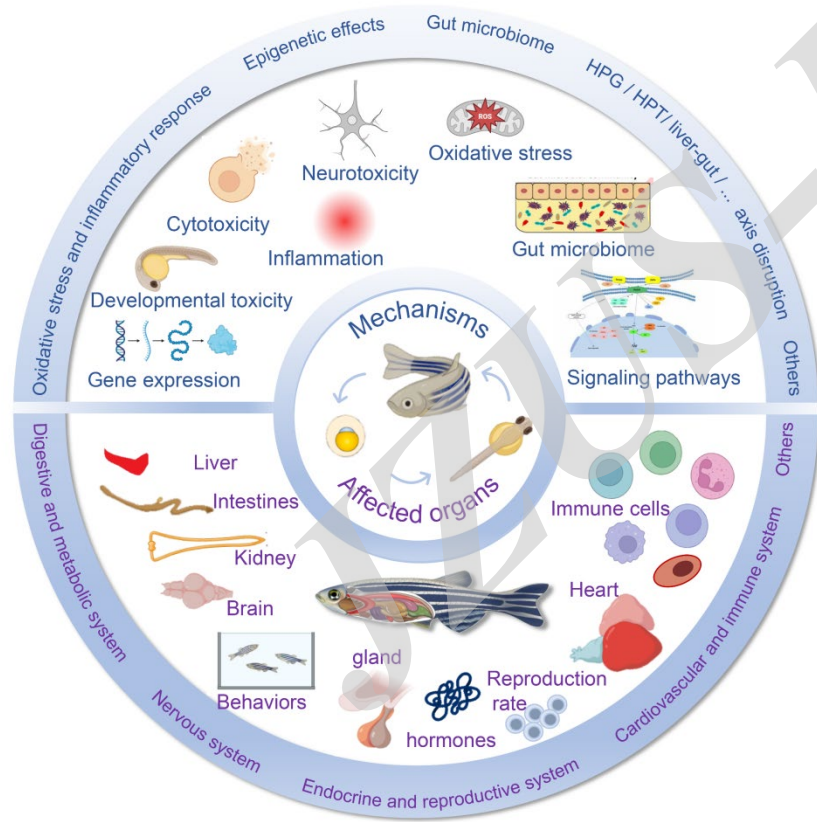 Epigenetic effects
Gut microbiome
HPG / HPT/ liver-gut / ... axis disruption
Others
Oxidative stress and inflammatory response
Neurotoxicity
ROS
Oxidative stress
Cytotoxicity
Inflammation
Gut microbiome
Developmental toxicity
Gene expression
Signaling pathways
Mechanisms
Affected organs
Liver
Intestines
Kidney
Brain
Behaviors
gland
hormones
Reproduction
rate
Heart
Immune cells
Digestive and metabolic system
Nervous system
Endocrine and reproductive system
Cardiovascular and immune system
Others
JZUS